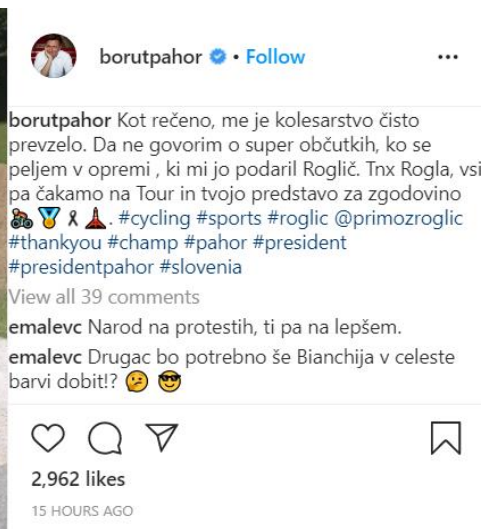 borutpahor • Follow
borutpahor Kot rečeno, me je kolesarstvo čisto
prevzelo. Da ne govorim o super občutkih, ko se
peljem v opremi , ki mi jo podaril Roglič. Tnx Rogla, vsi
pa čakamo na Tour in tvojo predstavo za zgodovino
🚴🏅🎗🗼. #cycling #sports #roglic @primozroglic
#thankyou #champ #pahor #president
#presidentpahor #slovenia
View all 39 comments
emalevc Narod na protestih, ti pa na lepšem.
emalevc Drugac bo potrebno še Bianchija v celeste
barvi dobit!? 🤔 😎
2,962 likes
15 HOURS AGO